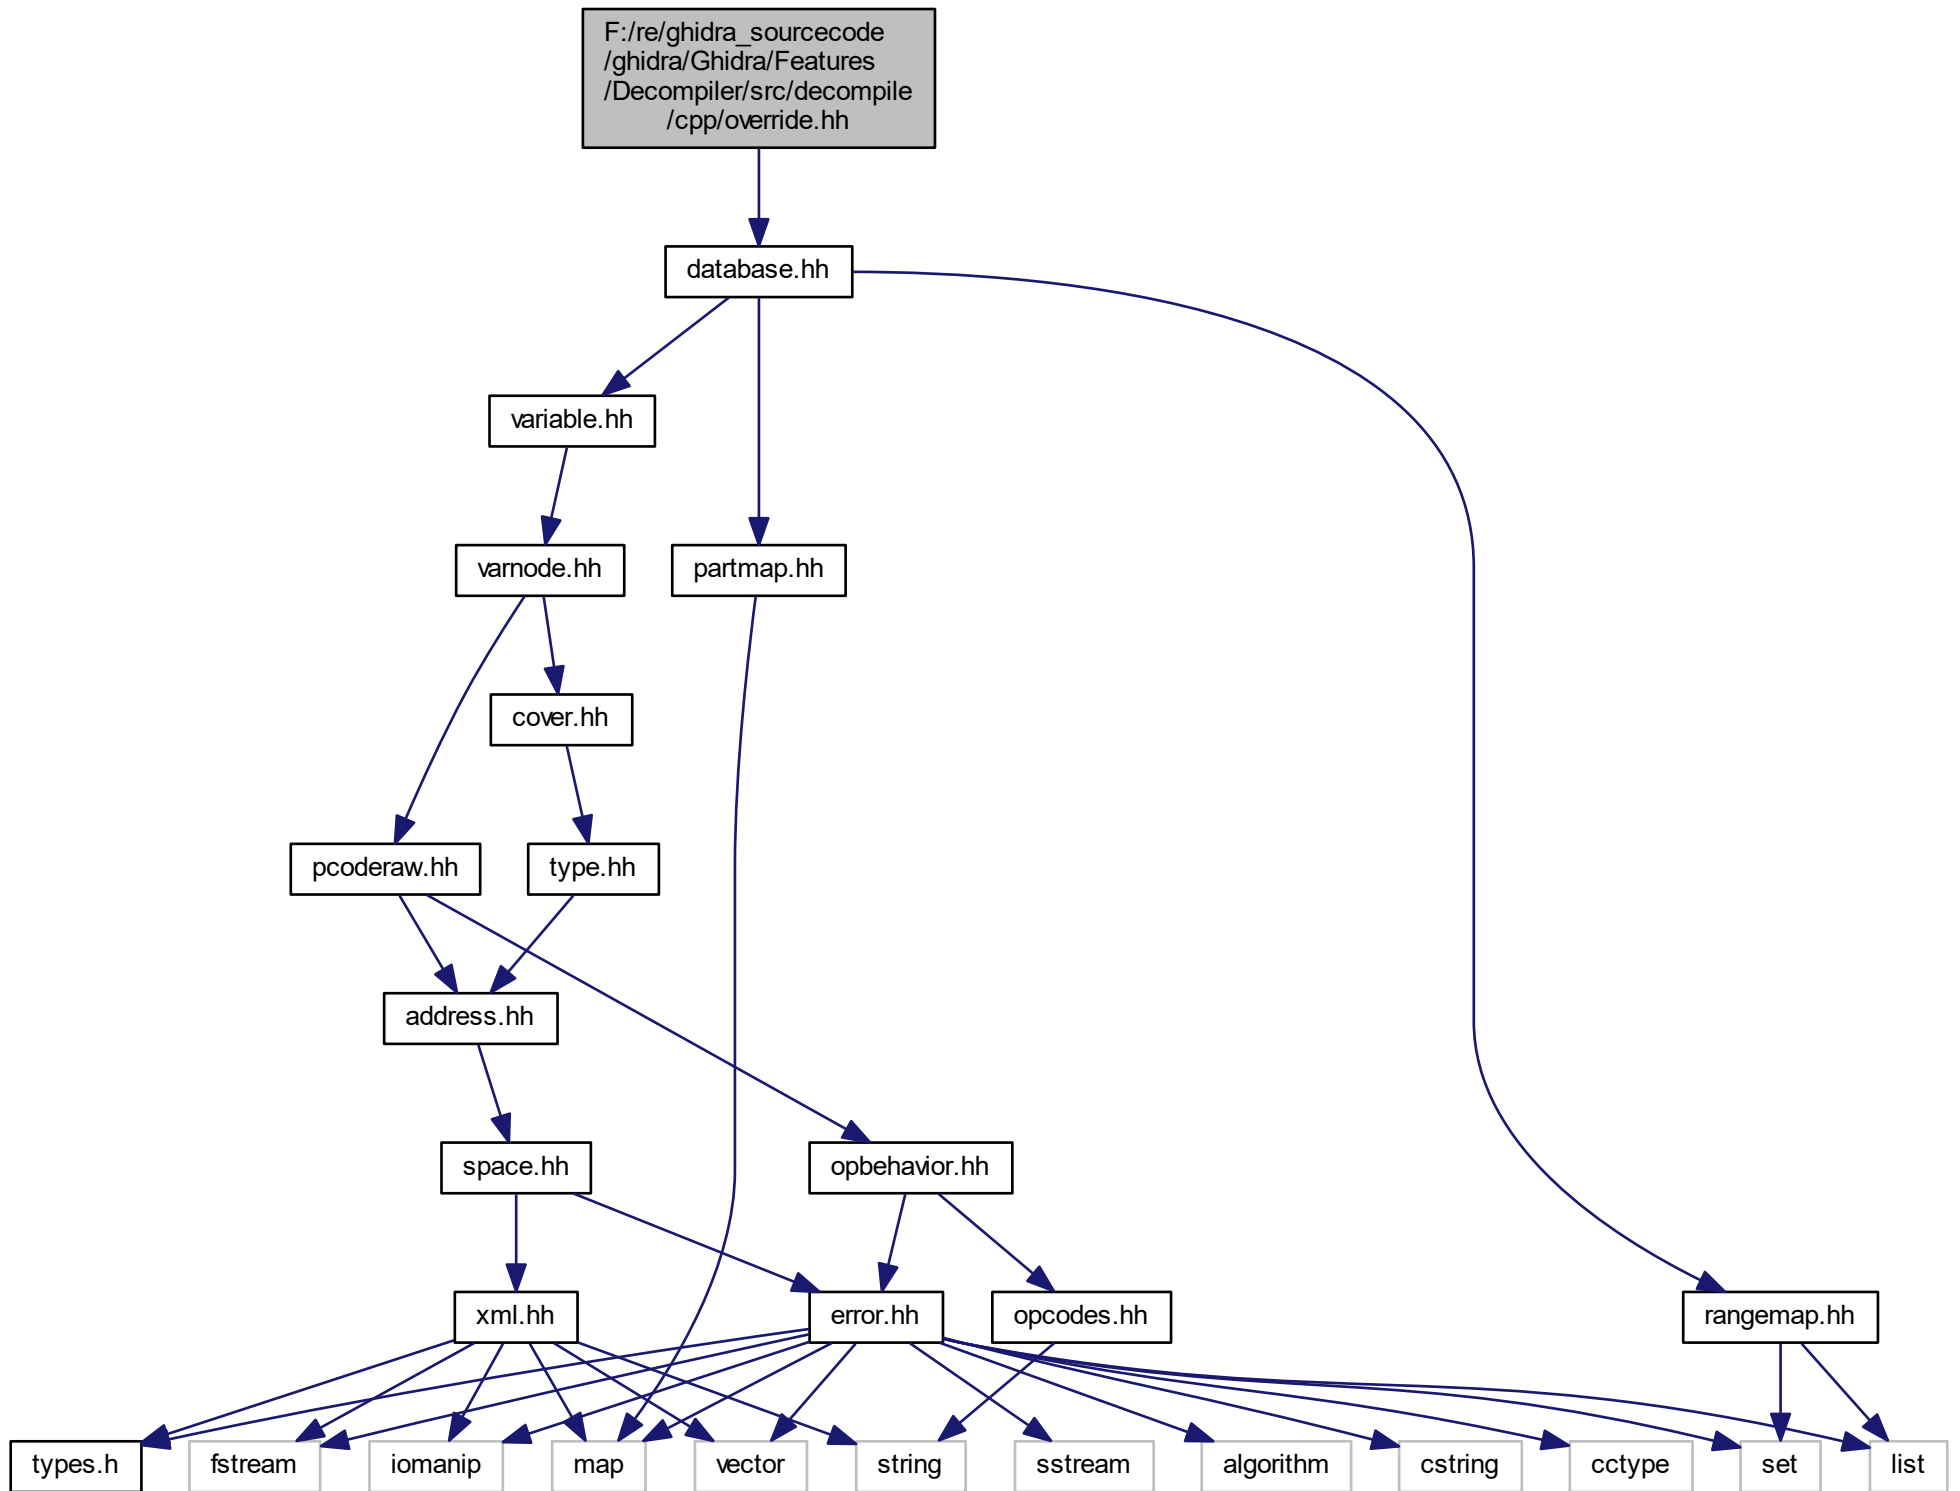 F:/re/ghidra_sourcecode
/ghidra/Ghidra/Features
/Decompiler/src/decompile
/cpp/override.hh
database.hh
variable.hh
varnode.hh
partmap.hh
cover.hh
pcoderaw.hh
type.hh
address.hh
space.hh
opbehavior.hh
xml.hh
error.hh
opcodes.hh
rangemap.hh
types.h
fstream
iomanip
map
vector
string
sstream
algorithm
cstring
cctype
set
list